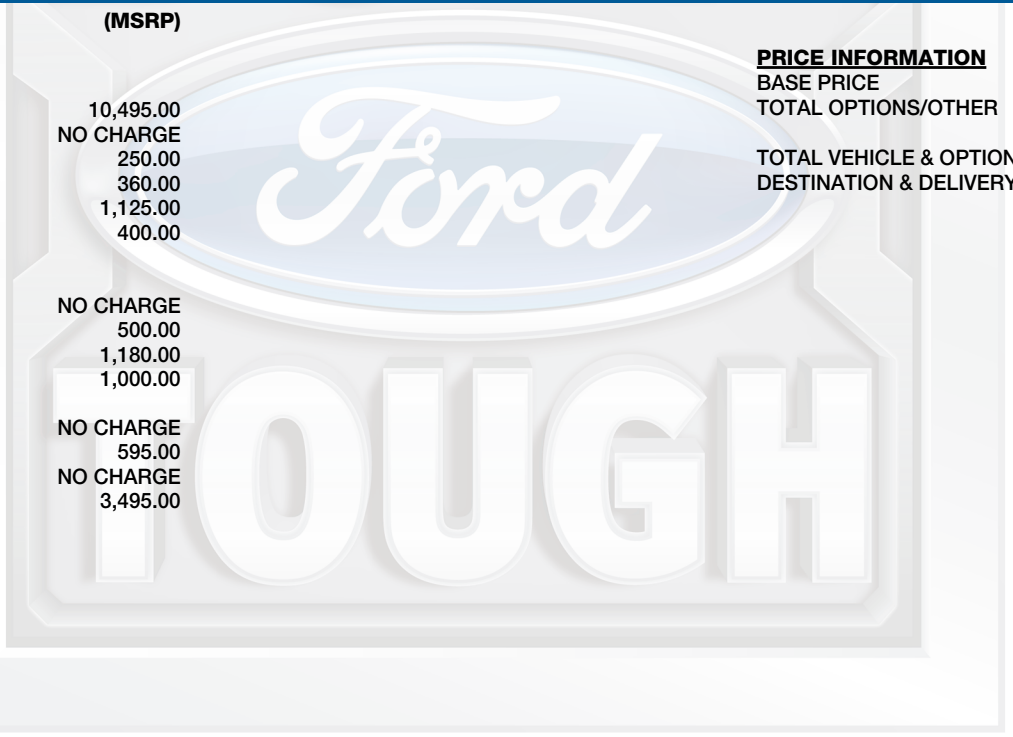 (MSRP)
10,495.00
NO CHARGE
250.00
360.00
1,125.00
400.00
NO CHARGE
500.00
1,180.00
1,000.00
NO CHARGE
595.00
NO CHARGE
3,495.00
PRICE INFORMATION
BASE PRICE
TOTAL OPTIONS/OTHER
TOTAL VEHICLE & OPTION
DESTINATION & DELIVERY
Ford
TOUGH